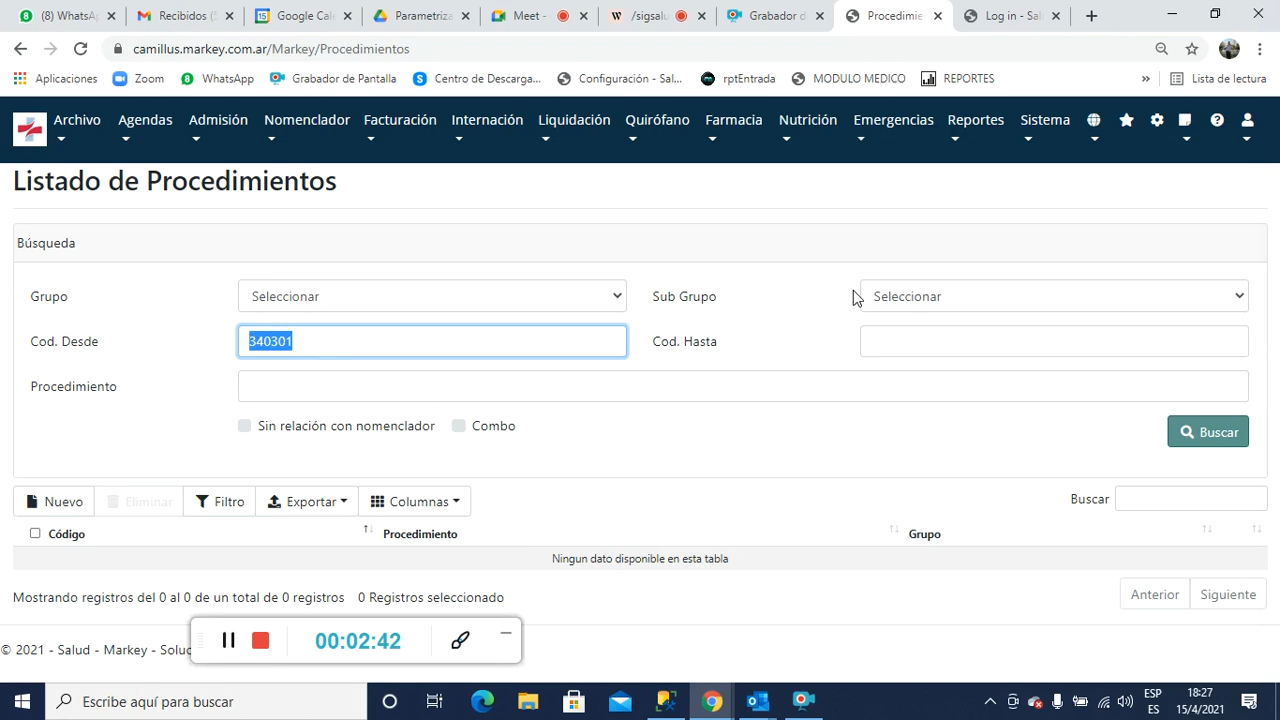 (8) WhatsA
Recibidos (5
Google Cale
Parametriza
Meet -
/sigsalu
Grabador d
Procedimie
Log in - Sal
camillus.markey.com.ar/Markey/Procedimientos
Aplicaciones
Zoom
WhatsApp
Grabador de Pantalla
Centro de Descarga...
Configuración - Sal...
rptEntrada
MODULO MEDICO
REPORTES
»
Lista de lectura
Archivo
Agendas
Admisión
Nomenclador
Facturación
Internación
Liquidación
Quirófano
Farmacia
Nutrición
Emergencias
Reportes
Sistema
Listado de Procedimientos
Búsqueda
Grupo
Seleccionar
Sub Grupo
Seleccionar
Cod. Desde
340301
Cod. Hasta
Procedimiento
Sin relación con nomenclador
Combo
Buscar
Nuevo
Eliminar
Filtro
Exportar
Columnas
Buscar
Código
Procedimiento
Grupo
Ningun dato disponible en esta tabla
Mostrando registros del 0 al 0 de un total de 0 registros
0 Registros seleccionado
Anterior
Siguiente
00:02:42
© 2021 - Salud - Markey - Soluc
Escribe aquí para buscar
ESP
ES
18:27
15/4/2021